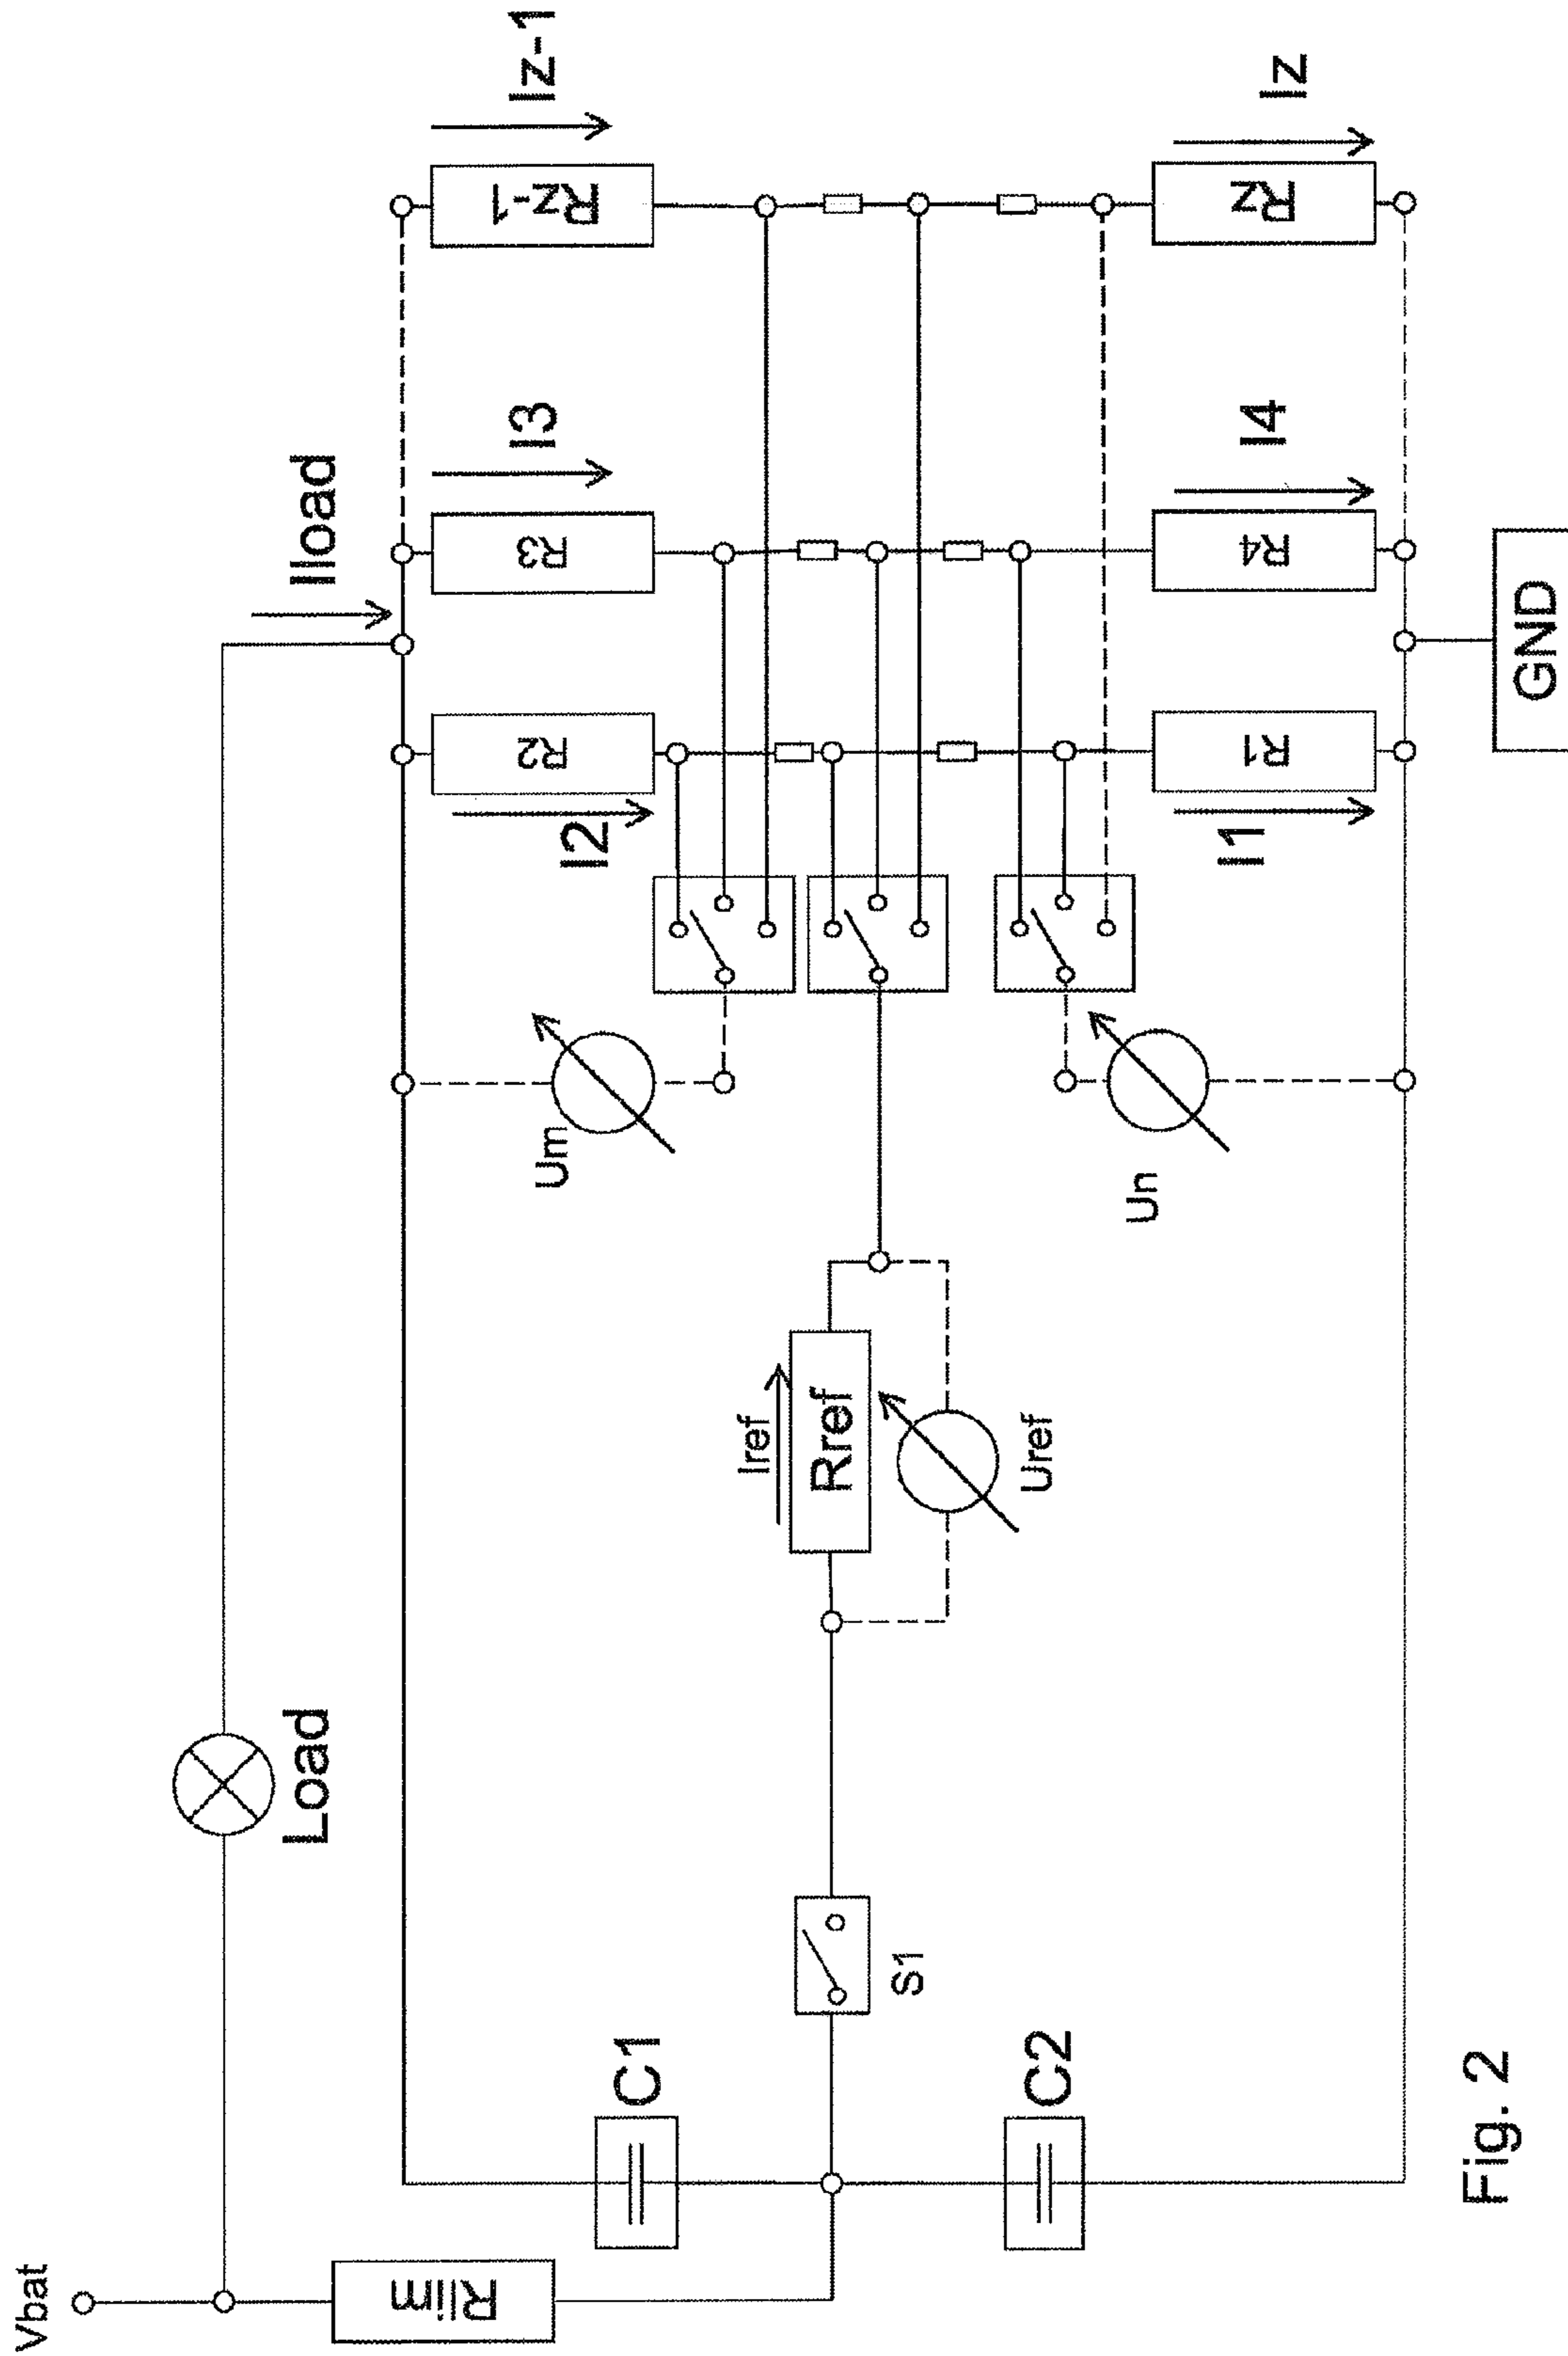 Vbat
Rlim
Load
Iload
C1
C2
S1
Iref
Rref
Uref
Um
Un
I2
R2
I3
R3
Iz-1
Rz-1
I1
R1
I4
R4
Iz
Rz
GND
Fig. 2